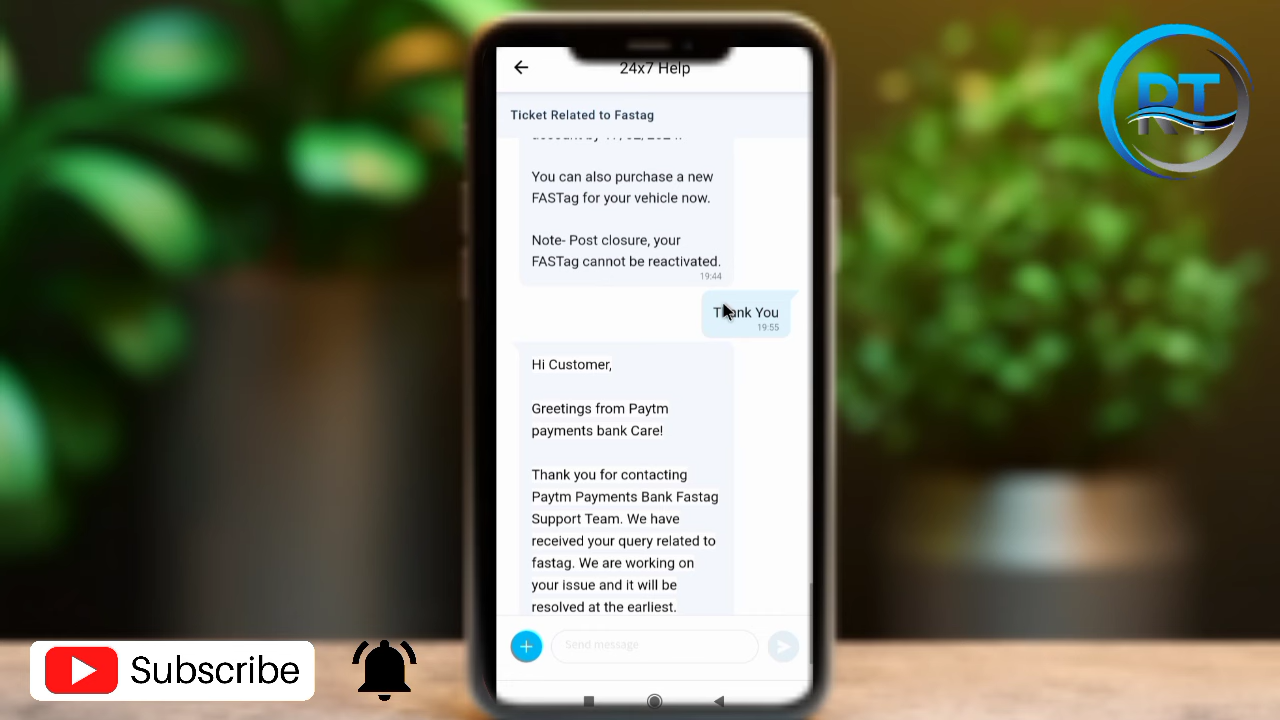 24x7 Help
Ticket Related to Fastag
You can also purchase a new
FASTag for your vehicle now.
Note- Post closure, your
FASTag cannot be reactivated.
19:44
Thank You
19:55
Hi Customer,
Greetings from Paytm
payments bank Care!
Thank you for contacting
Paytm Payments Bank Fastag
Support Team. We have
received your query related to
fastag. We are working on
your issue and it will be
resolved at the earliest.
Send message
Subscribe
RT